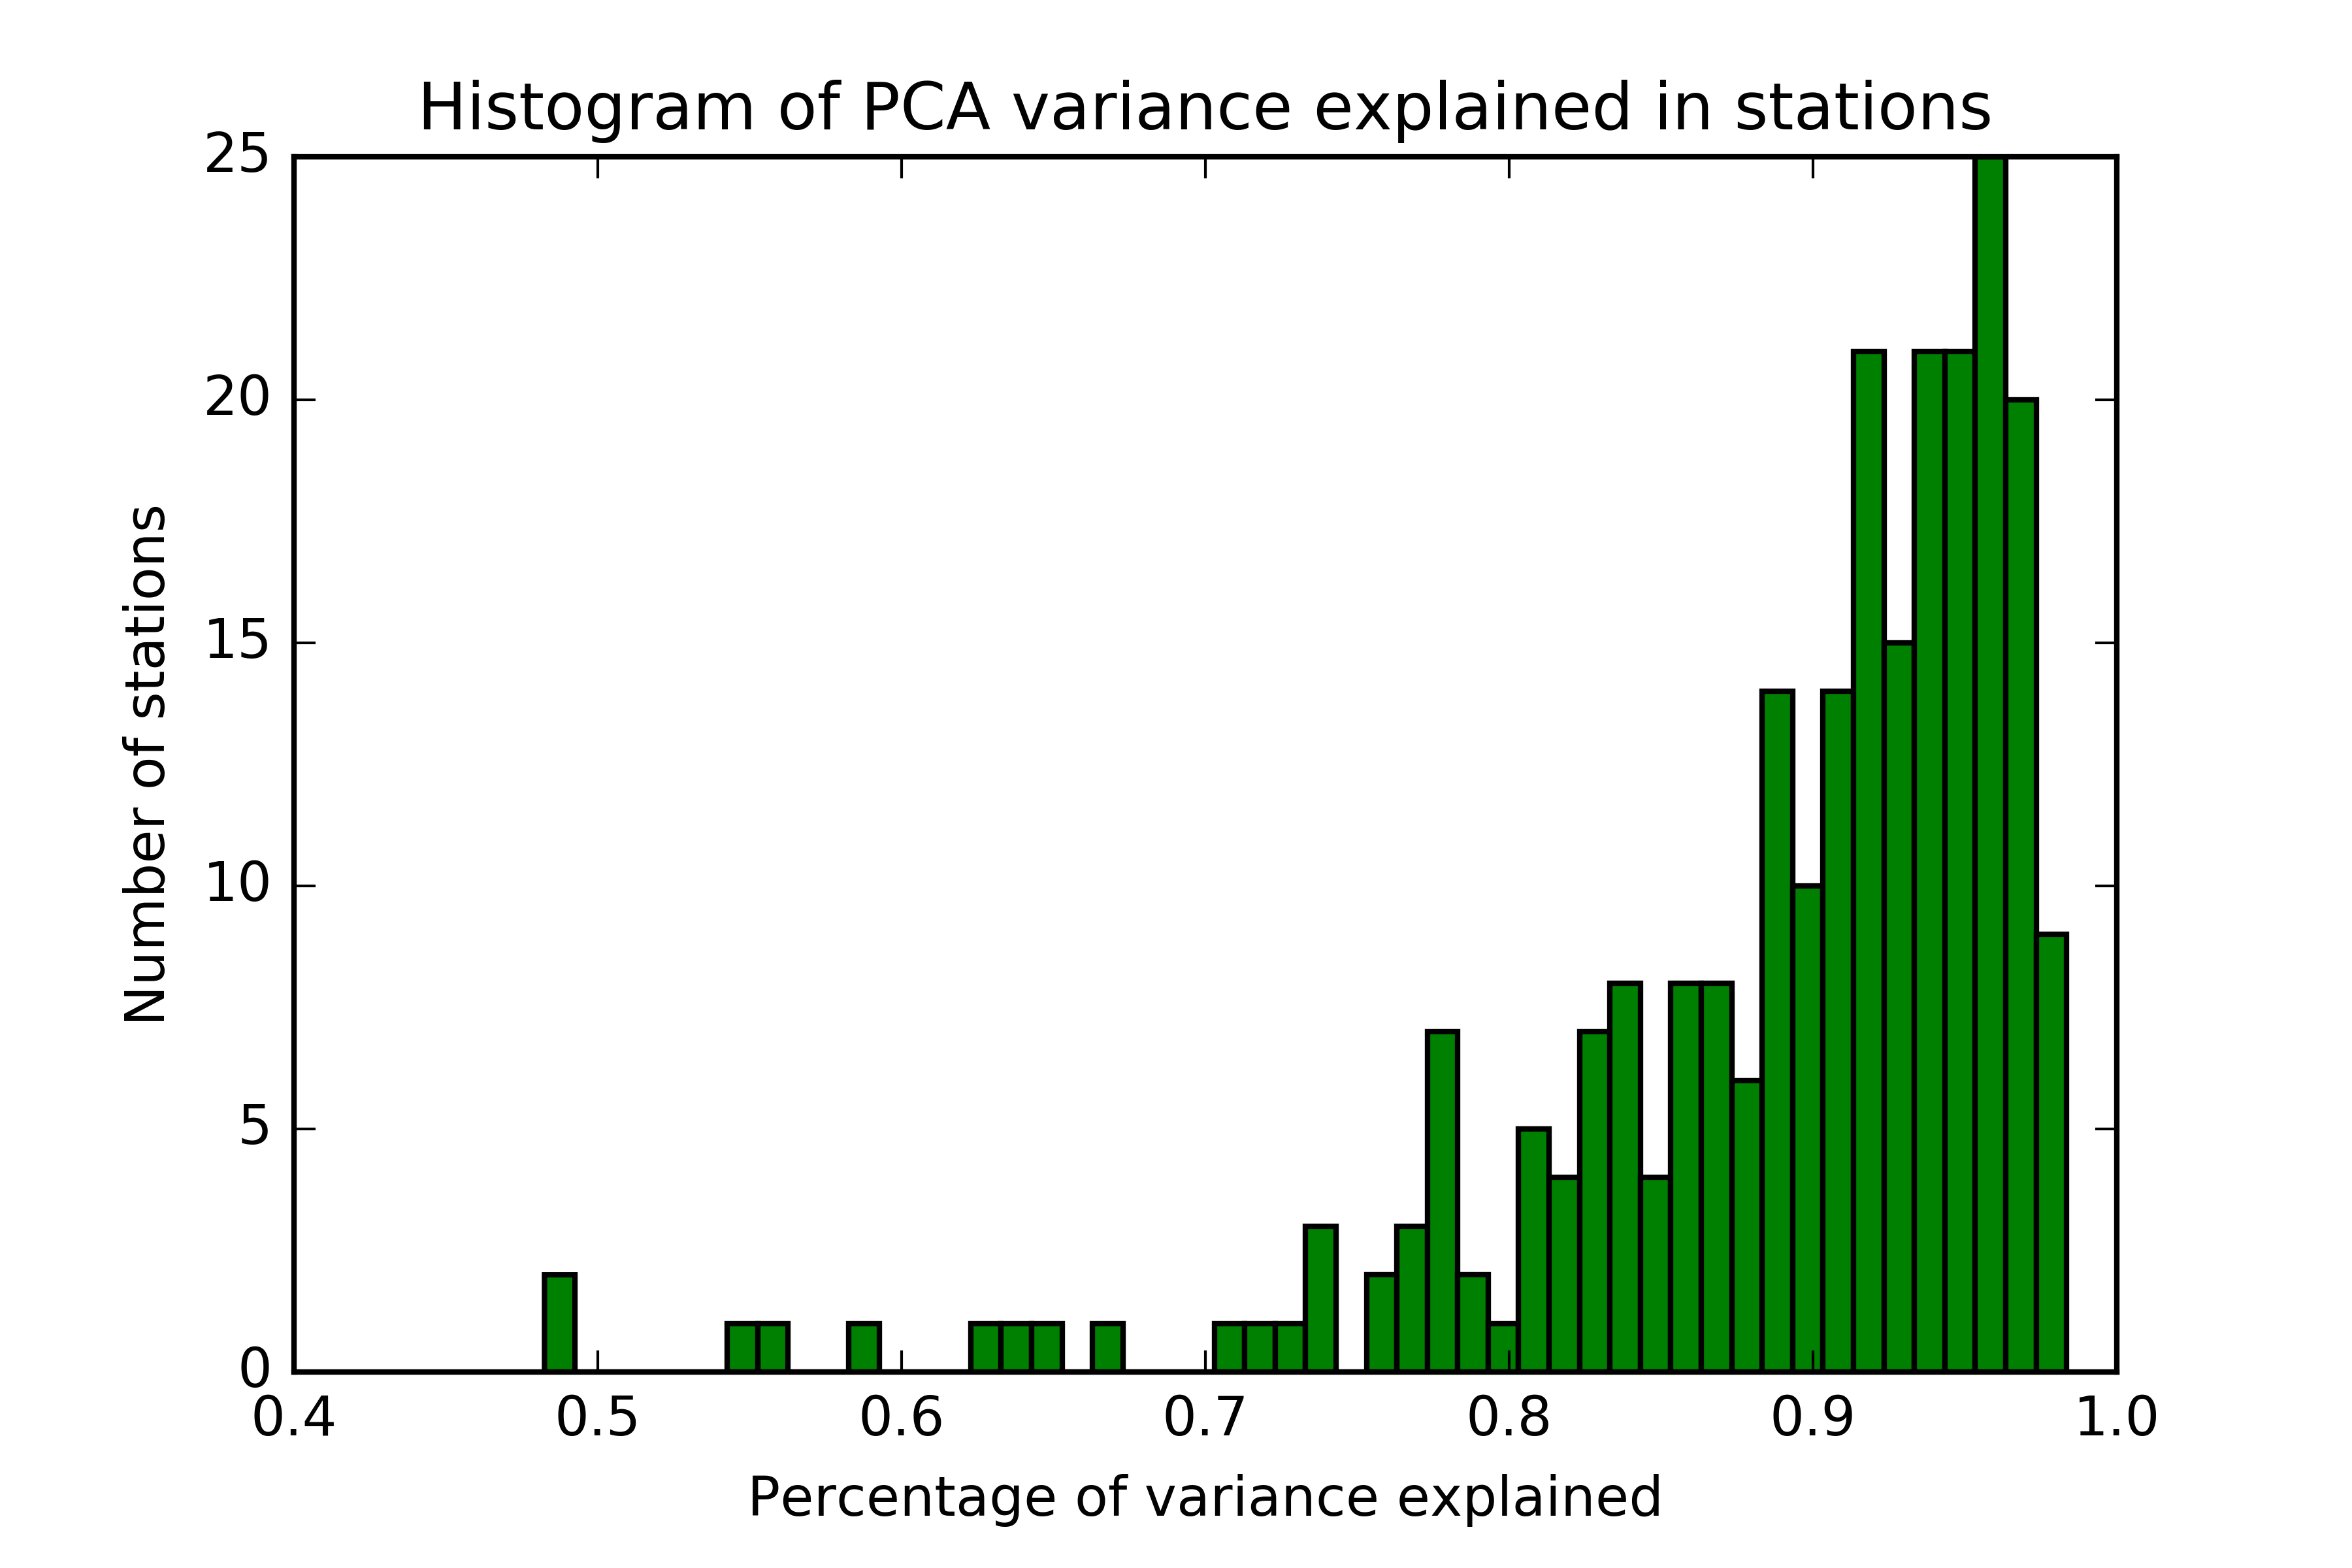 Histogram of PCA variance explained in stations
25
20
15
10
5
0
Number of stations
0.4 0.5 0.6 0.7 0.8 0.9 1.0
Percentage of variance explained